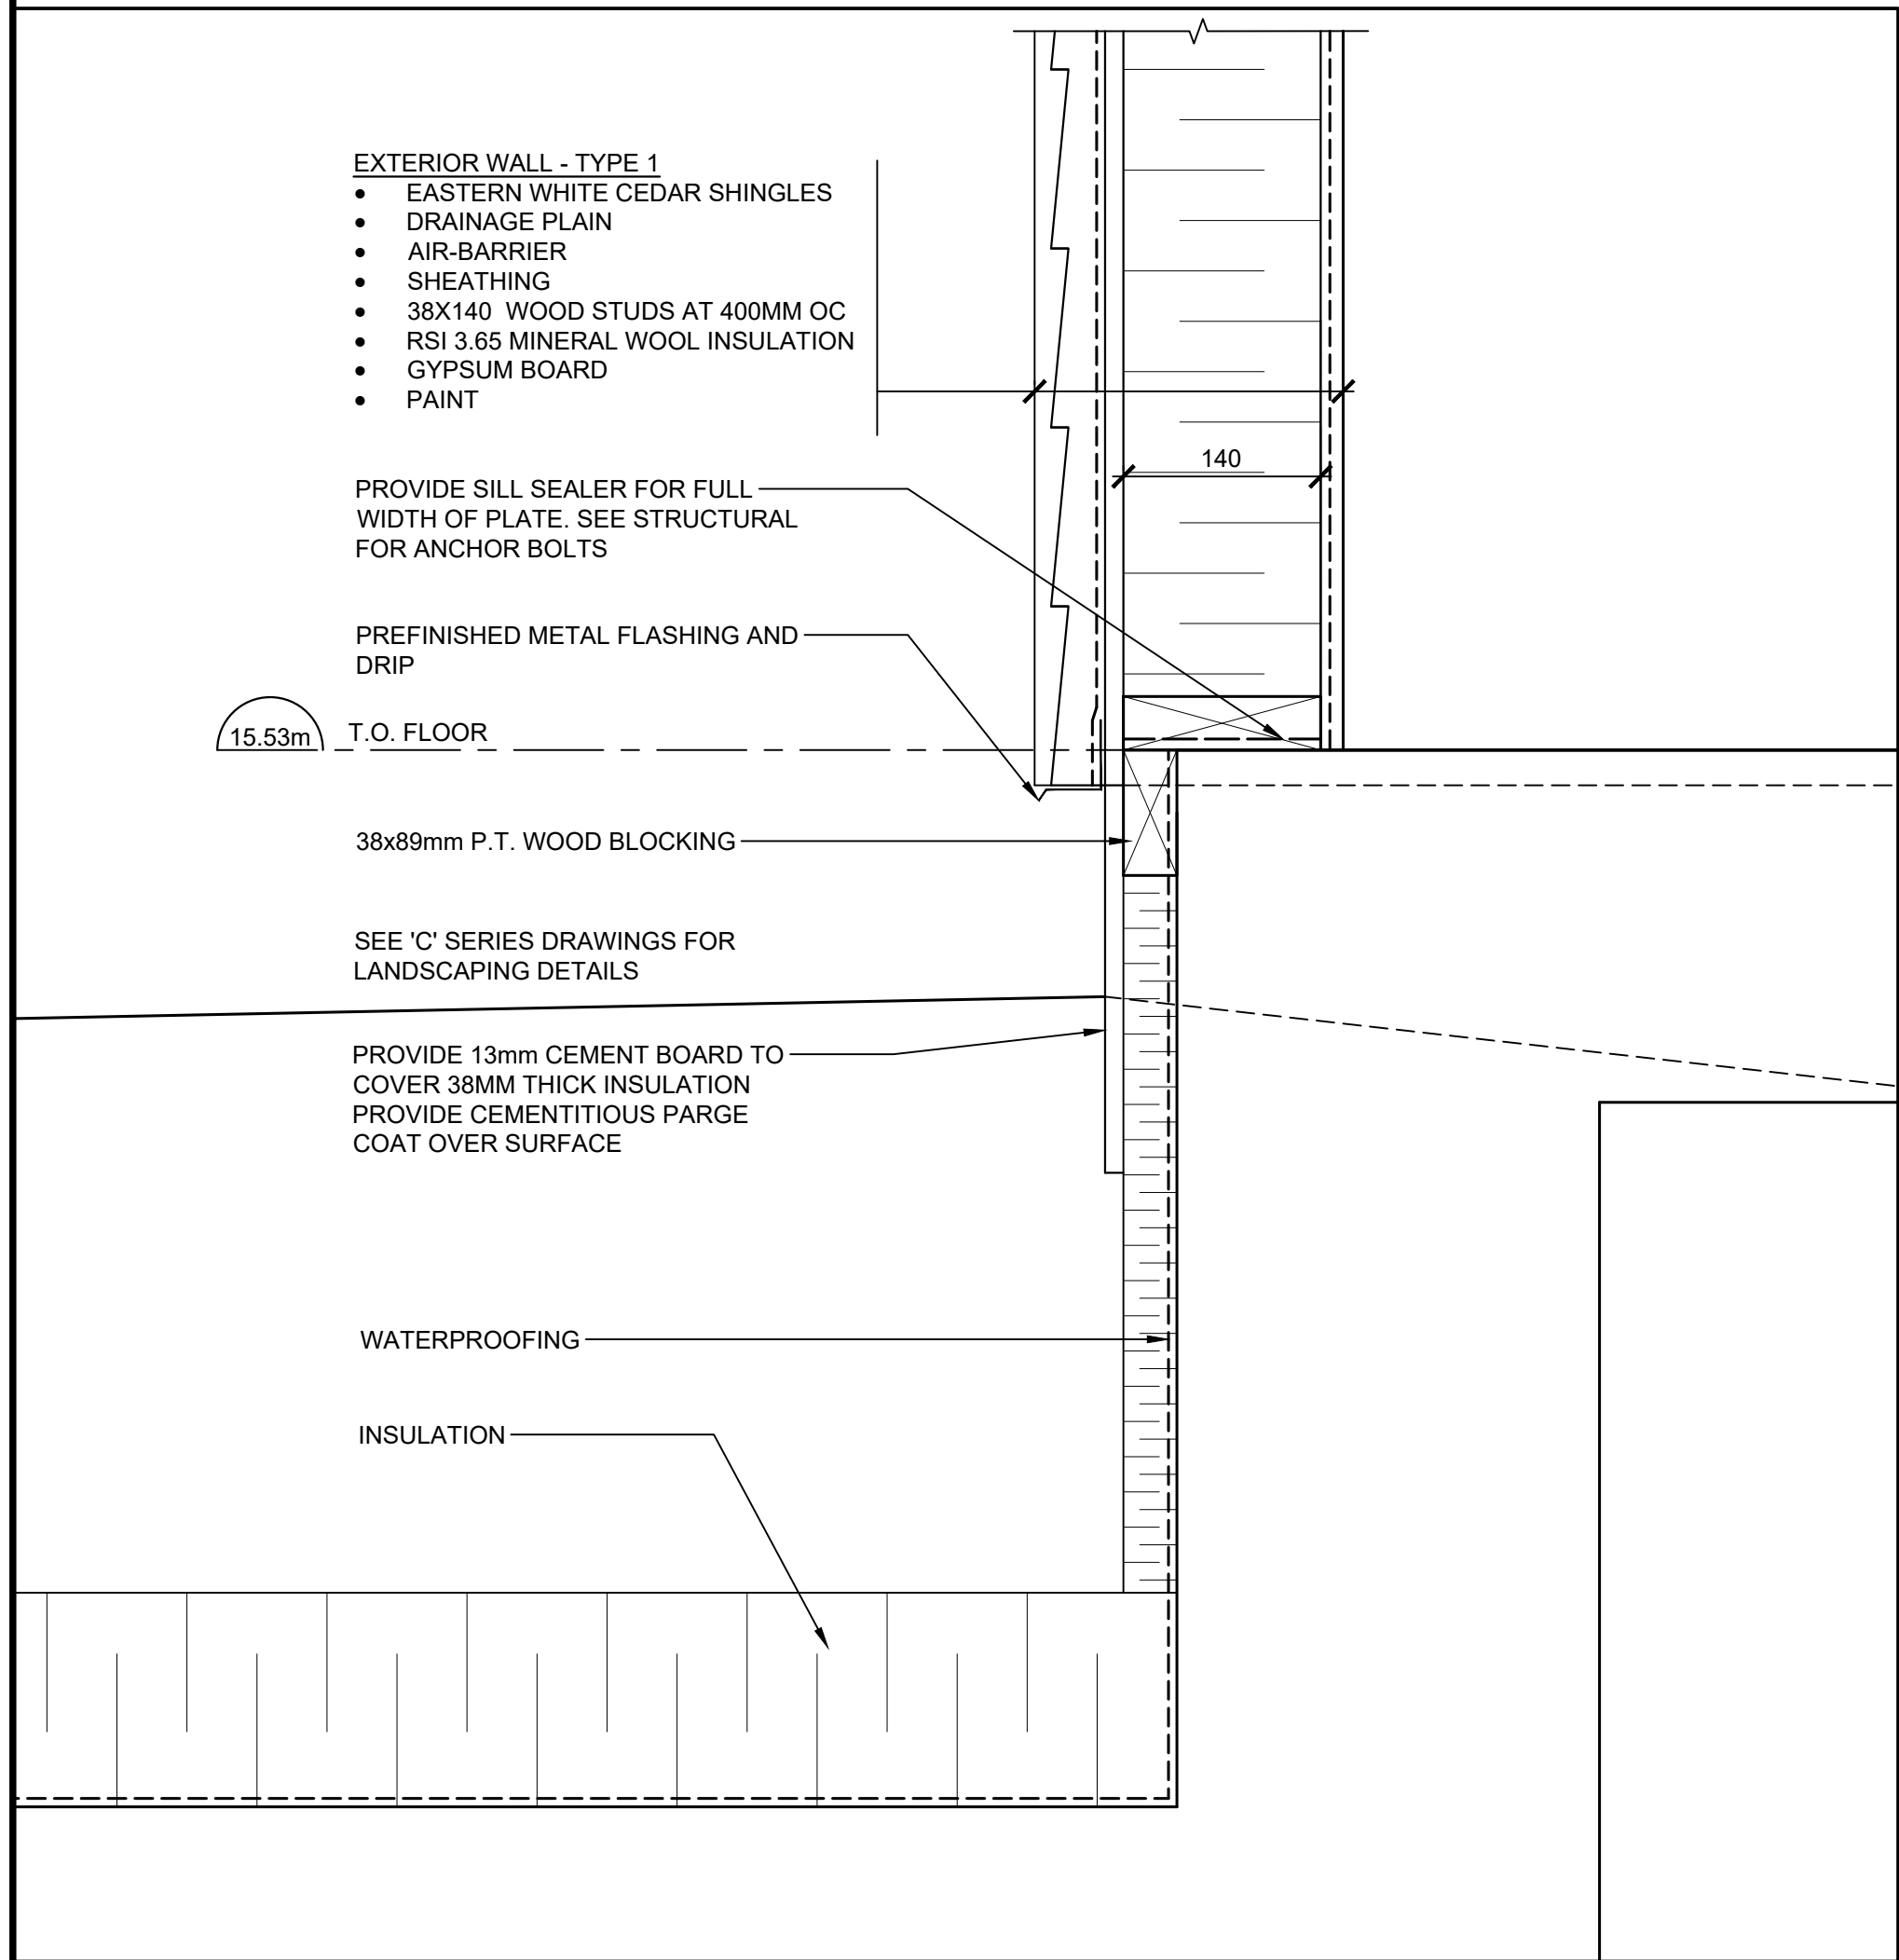 EXTERIOR WALL - TYPE 1
• EASTERN WHITE CEDAR SHINGLES
• DRAINAGE PLAIN
• AIR-BARRIER
• SHEATHING
• 38X140 WOOD STUDS AT 400MM OC
• RSI 3.65 MINERAL WOOL INSULATION
• GYPSUM BOARD
• PAINT
140
PROVIDE SILL SEALER FOR FULL
WIDTH OF PLATE. SEE STRUCTURAL
FOR ANCHOR BOLTS
PREFINISHED METAL FLASHING AND
DRIP
15.53m T.O. FLOOR
38x89mm P.T. WOOD BLOCKING
SEE 'C' SERIES DRAWINGS FOR
LANDSCAPING DETAILS
PROVIDE 13mm CEMENT BOARD TO
COVER 38MM THICK INSULATION
PROVIDE CEMENTITIOUS PARGE
COAT OVER SURFACE
WATERPROOFING
INSULATION